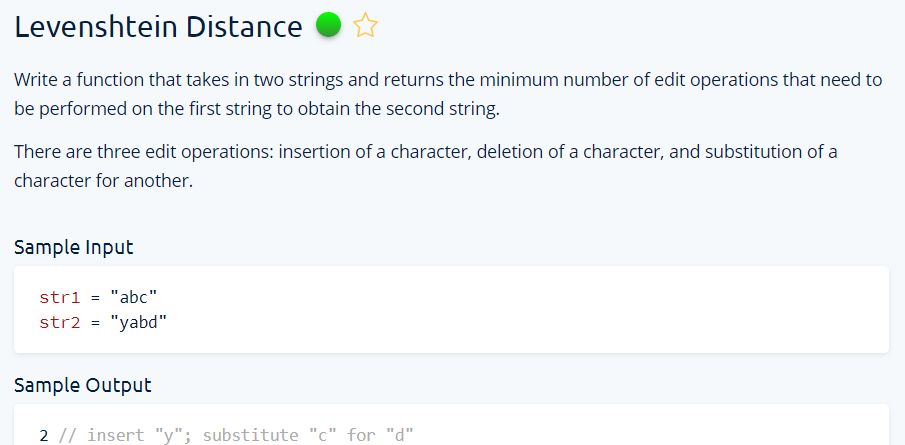 Levenshtein Distance
Write a function that takes in two strings and returns the minimum number of edit operations that need to
be performed on the first string to obtain the second string.
There are three edit operations: insertion of a character, deletion of a character, and substitution of a
character for another.
Sample Input
str1 = "abc"
str2 = "yabd"
Sample Output
2 // insert "y"; substitute "c" for "d"